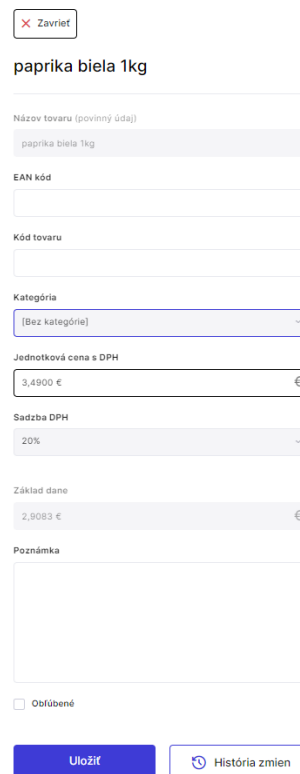 Zavrieť
paprika biela 1kg
Názov tovaru (povinný údaj)
paprika biela 1kg
EAN kód
Kód tovaru
Kategória
[Bez kategórie]
Jednotková cena s DPH
3,4900 € €
Sadzba DPH
20%
Základ dane
2,9083 € €
Poznámka
Obľúbené
Uložiť
História zmien